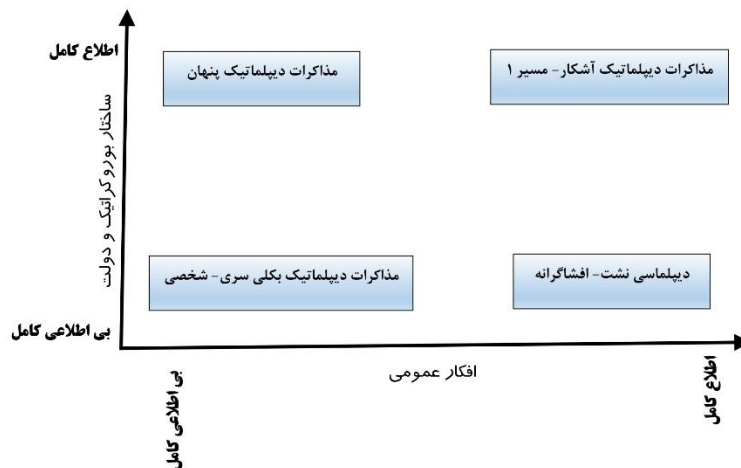 اطلاع کامل
مذاکرات دیپلماتیک آشکار- مسیر ۱
مذاکرات دیپلماتیک پنهان
ساختار بوروکراتیک و دولت
دیپلماسی نشت- افشاگرانه
مذاکرات دیپلماتیک بکلی سری- شخصی
بی اطلاعی کامل
اطلاع کامل
افکار عمومی
بی اطلاعی کامل